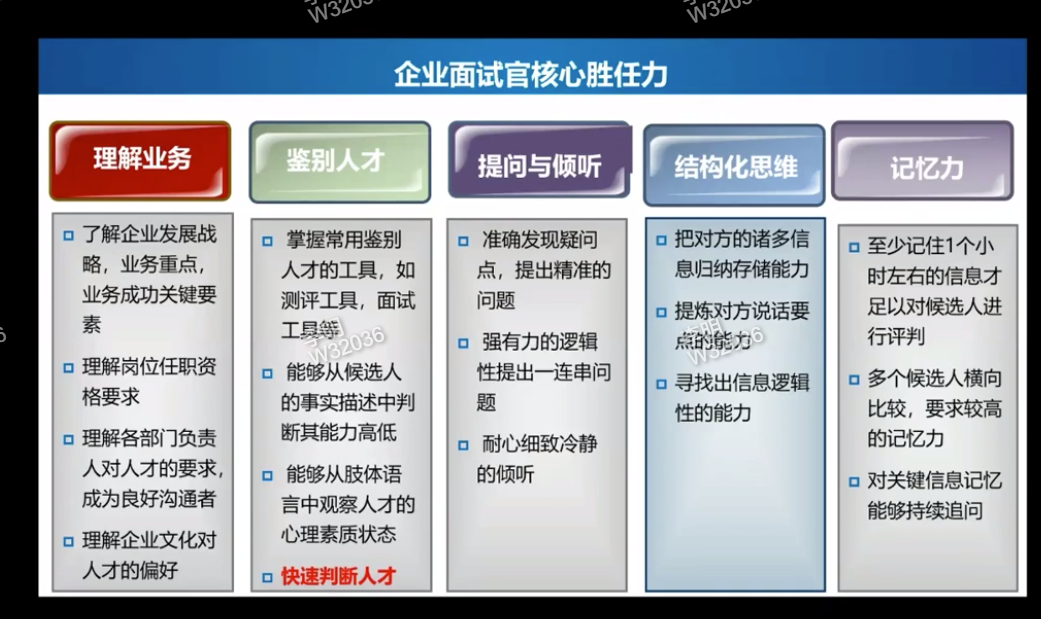 W32036
W32036
企业面试官核心胜任力
理解业务
了解企业发展战
略，业务重点，
业务成功关键要
素
理解岗位任职资
格要求
理解各部门负责
人对人才的要求，
成为良好沟通者
理解企业文化对
人才的偏好
鉴别人才
掌握常用鉴别
人才的工具，如
测评工具，面试
工具等
能够从候选人
的事实描述中判
断其能力高低
能够从肢体语
言中观察人才的
心理素质状态
快速判断人才
提问与倾听
准确发现疑问
点，提出精准的
问题
强有力的逻辑
性提出一连串问
题
耐心细致冷静
的倾听
结构化思维
把对方的诸多信
息归纳存储能力
提炼对方说话要
点的能力
寻找出信息逻辑
性的能力
记忆力
至少记住1个小
时左右的信息才
足以对候选人进
行评判
多个候选人横向
比较，要求较高
的记忆力
对关键信息记忆
能够持续追问
李明
W32036
李明
W32036
6